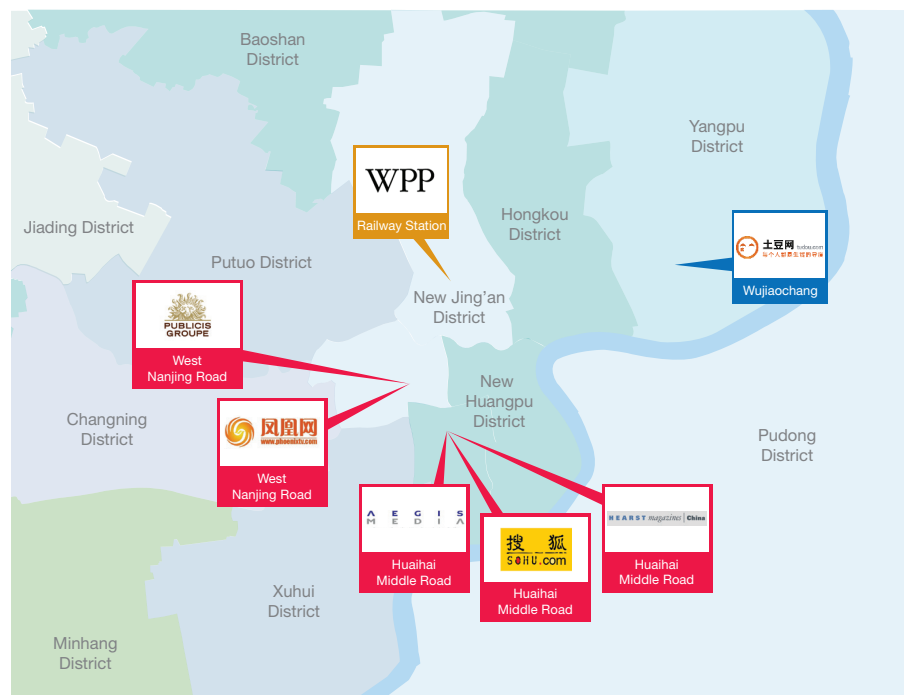 Baoshan
District
Yangpu
District
WPP
Railway Station
Hongkou
District
Jiading District
土豆网
Wujiaochang
Putuo District
New Jing'an
District
PUBLICIS
GROUPE
West
Nanjing Road
New
Huangpu
District
Changning
District
凤凰网
www.phoenixtv.com
West
Nanjing Road
Pudong
District
AEGIS
MEDIA
Huaihai
Middle Road
搜狐
SOHU.com
Huaihai
Middle Road
HEARST magazines | China
Huaihai
Middle Road
Xuhui
District
Minhang
District